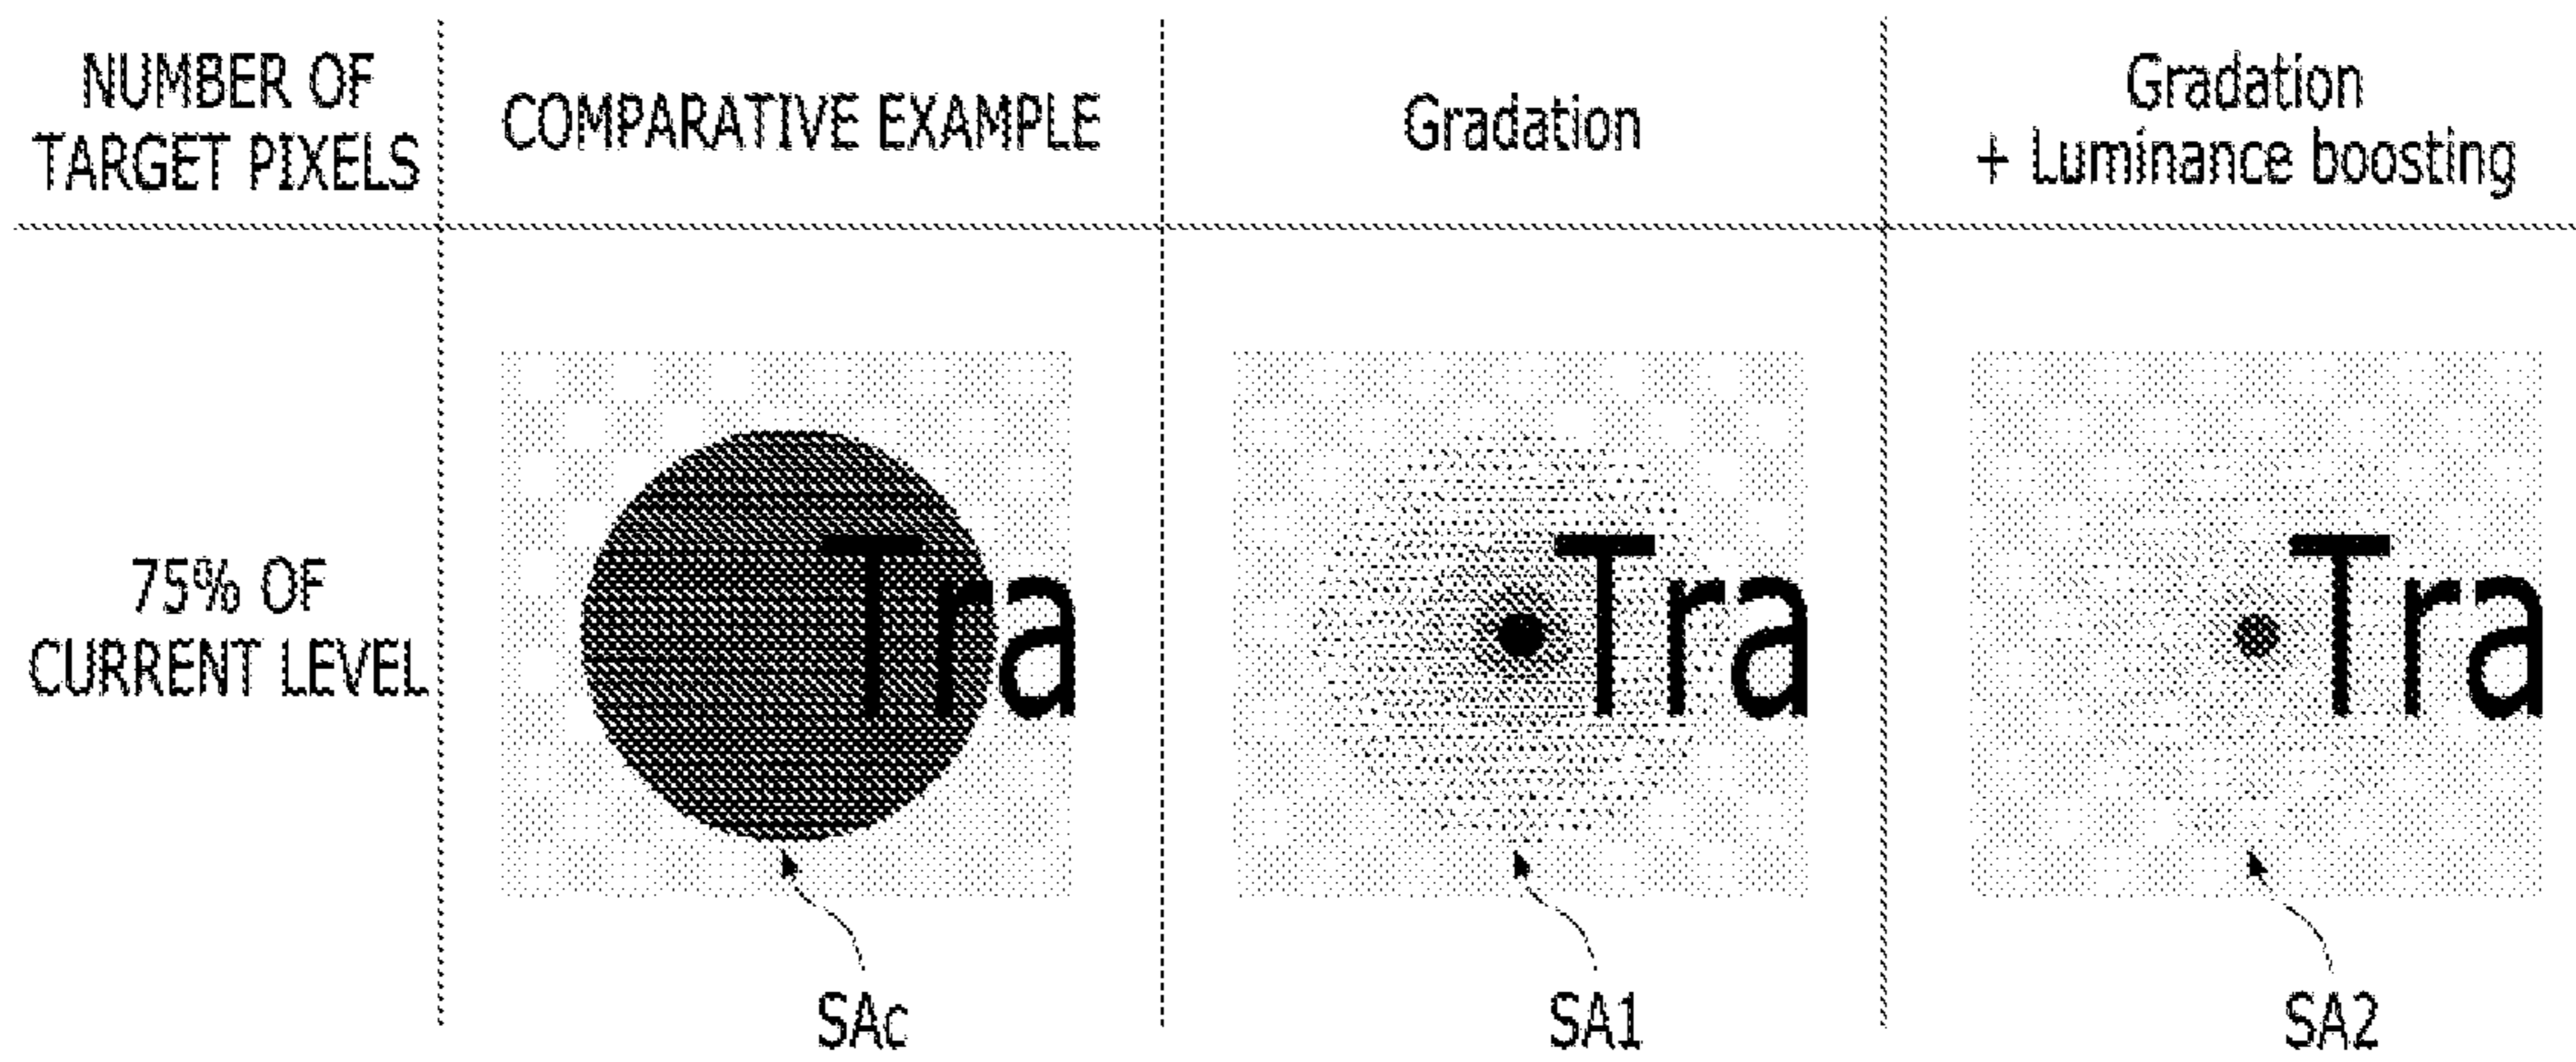 NUMBER OF
TARGET PIXELS
COMPARATIVE EXAMPLE
Gradation
Gradation
+ Luminance boosting
75% OF
CURRENT LEVEL
Tra
Tra
Tra
SAc
SA1
SA2